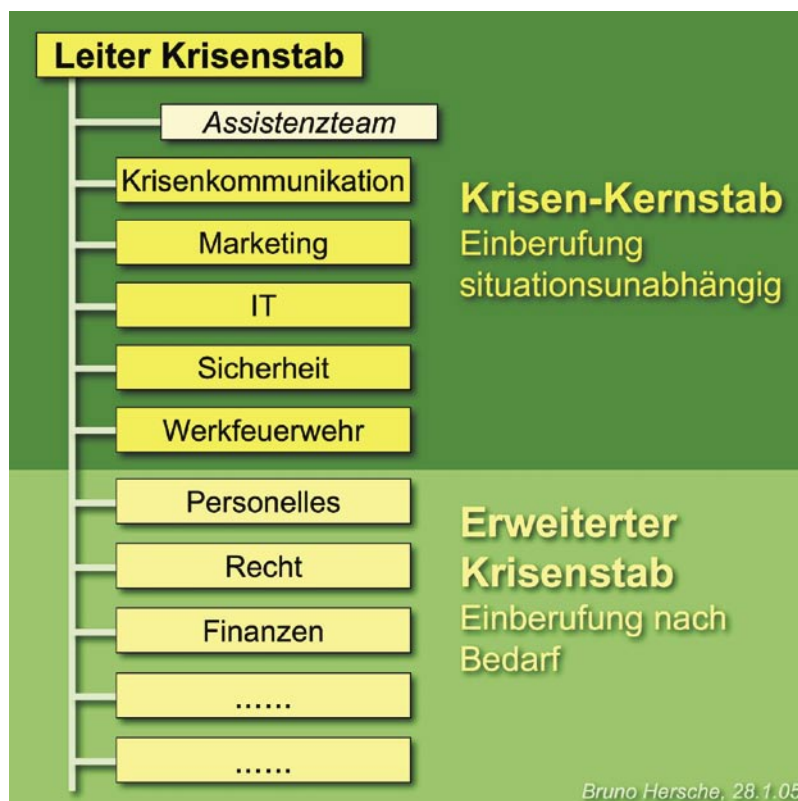 Leiter Krisenstab
Assistenzteam
Krisenkommunikation
Marketing
IT
Sicherheit
Werkfeuerwehr
Krisen-Kernstab
Einberufung
situationsunabhängig
Personelles
Recht
Finanzen
......
......
Erweiterter
Krisenstab
Einberufung nach
Bedarf
Bruno Hersche, 28.1.05